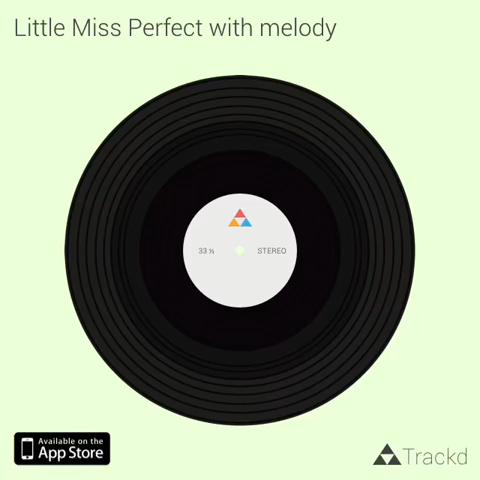 Little Miss Perfect with melody
33 ⅓ STEREO
Available on the
App Store
Trackd